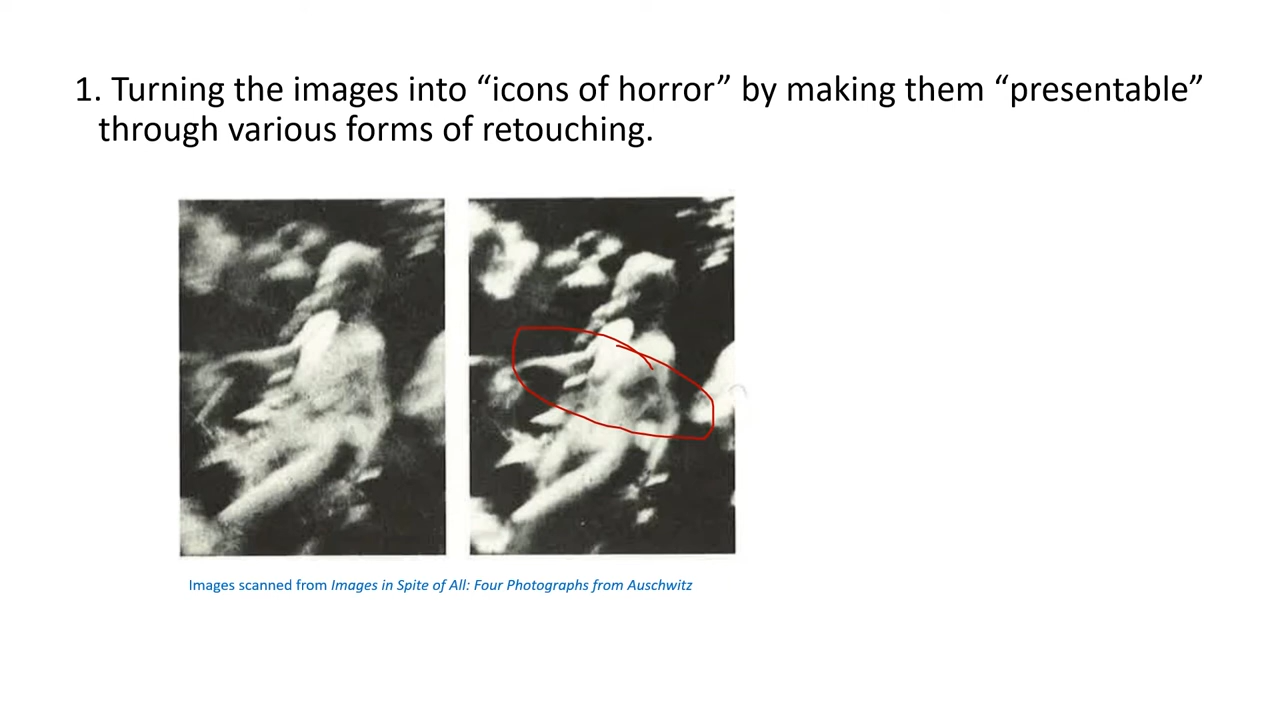 1. Turning the images into “icons of horror” by making them “presentable”
through various forms of retouching.
Images scanned from Images in Spite of All: Four Photographs from Auschwitz